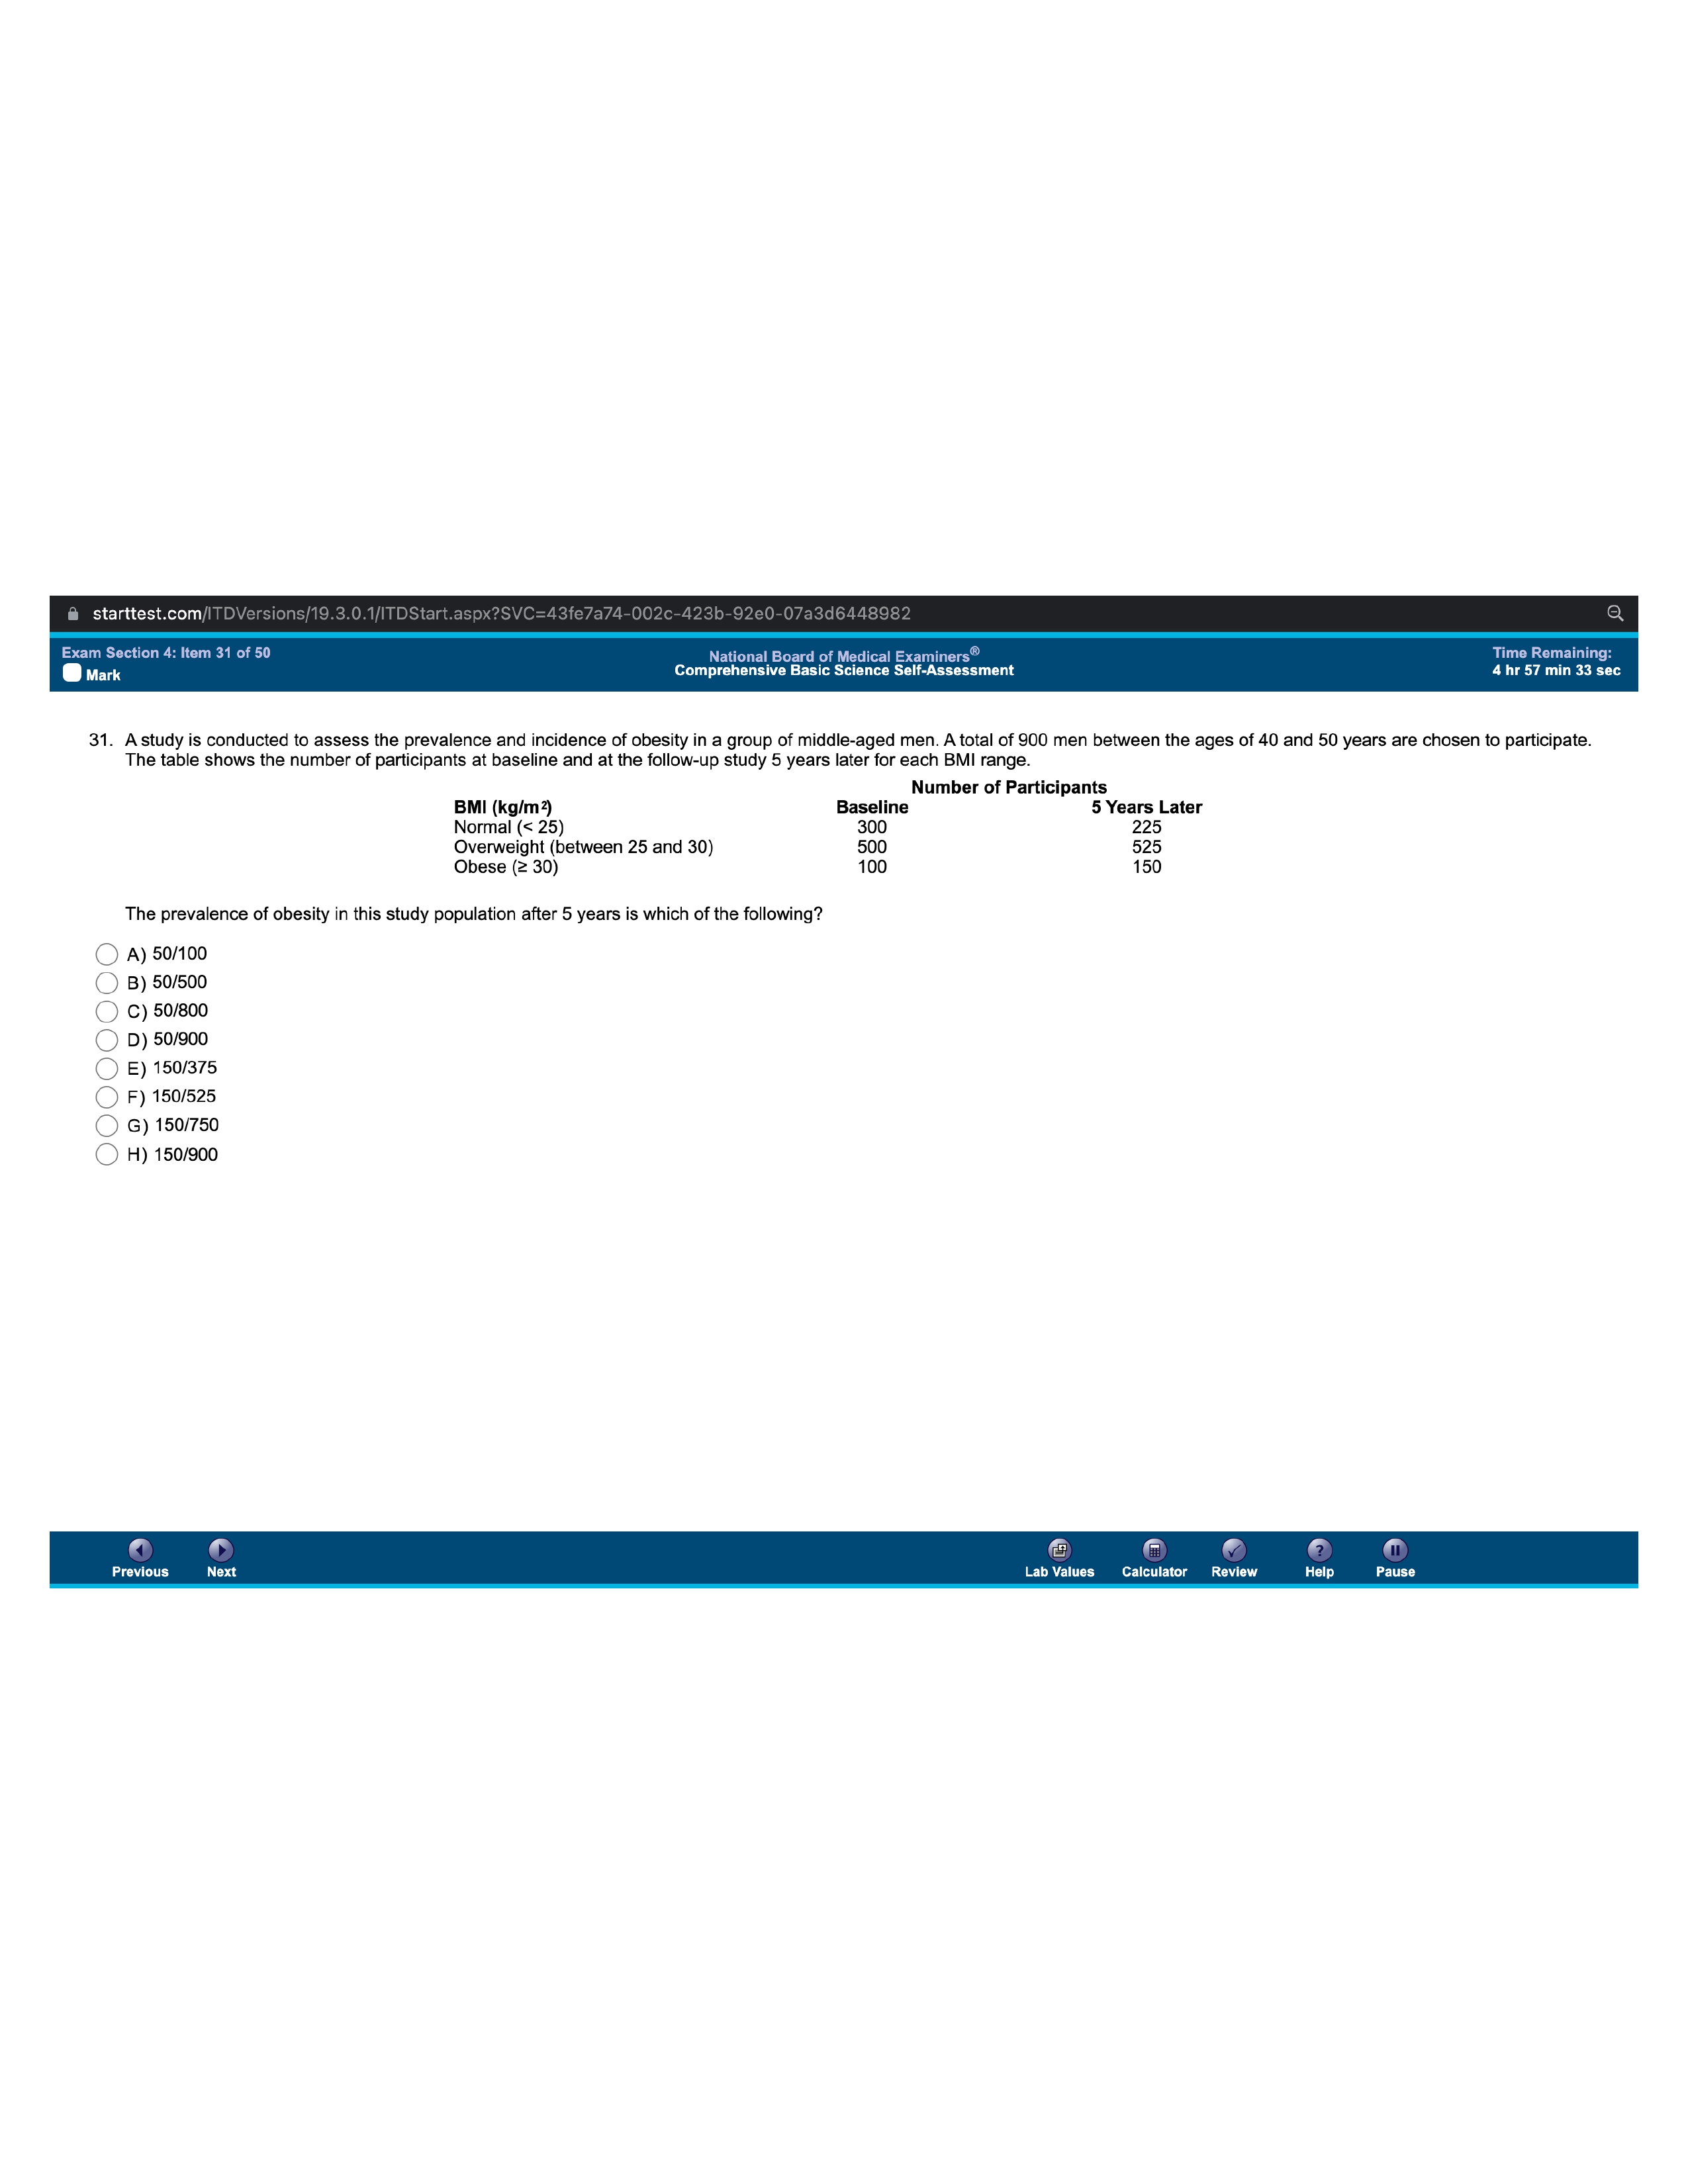 starttest.com/ITDVersions/19.3.0.1/ITDStart.aspx?SVC=43fe7a74-002c-423b-92e0-07a3d6448982
Exam Section 4: Item 31 of 50
Mark
National Board of Medical Examiners®
Comprehensive Basic Science Self-Assessment
Time Remaining:
4 hr 57 min 33 sec
31. A study is conducted to assess the prevalence and incidence of obesity in a group of middle-aged men. A total of 900 men between the ages of 40 and 50 years are chosen to participate.
The table shows the number of participants at baseline and at the follow-up study 5 years later for each BMI range.
Number of Participants
BMI (kg/m²) Baseline 5 Years Later
Normal (< 25) 300 225
Overweight (between 25 and 30) 500 525
Obese (≥ 30) 100 150
The prevalence of obesity in this study population after 5 years is which of the following?
A) 50/100
B) 50/500
C) 50/800
D) 50/900
E) 150/375
F) 150/525
G) 150/750
H) 150/900
Previous Next Lab Values Calculator Review Help Pause